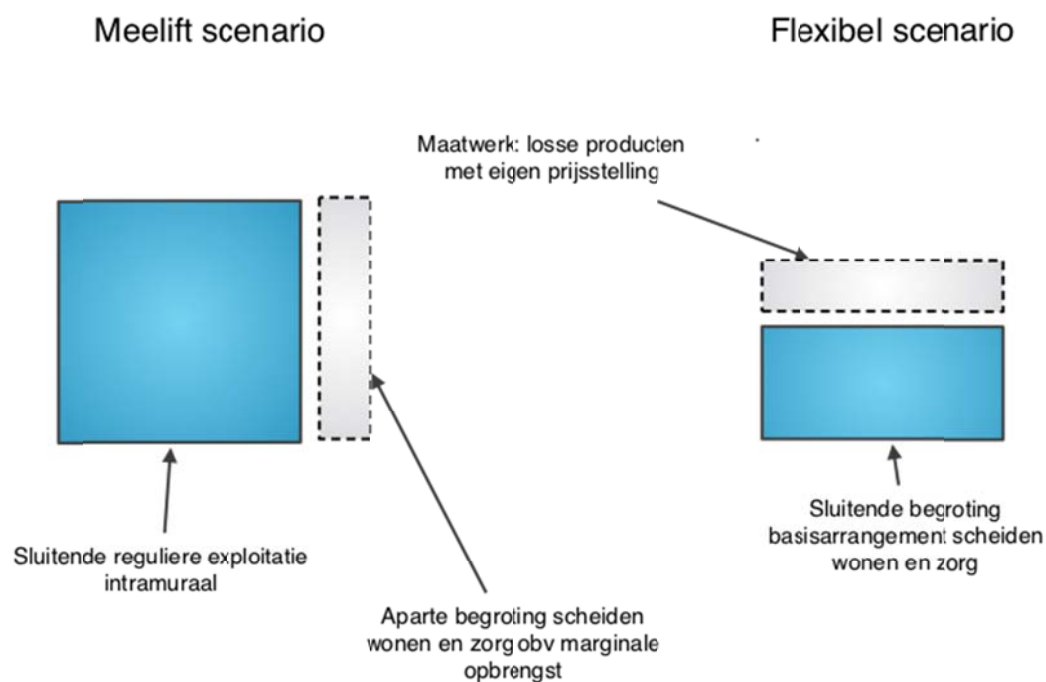 Meelift scenario
Flexibel scenario
Maatwerk: losse producten
met eigen prijsstelling
Sluitende reguliere exploitatie
intramuraal
Aparte begroting scheiden
wonen en zorg obv marginale
opbrengst
Sluitende begroting
basisarrangement scheiden
wonen en zorg